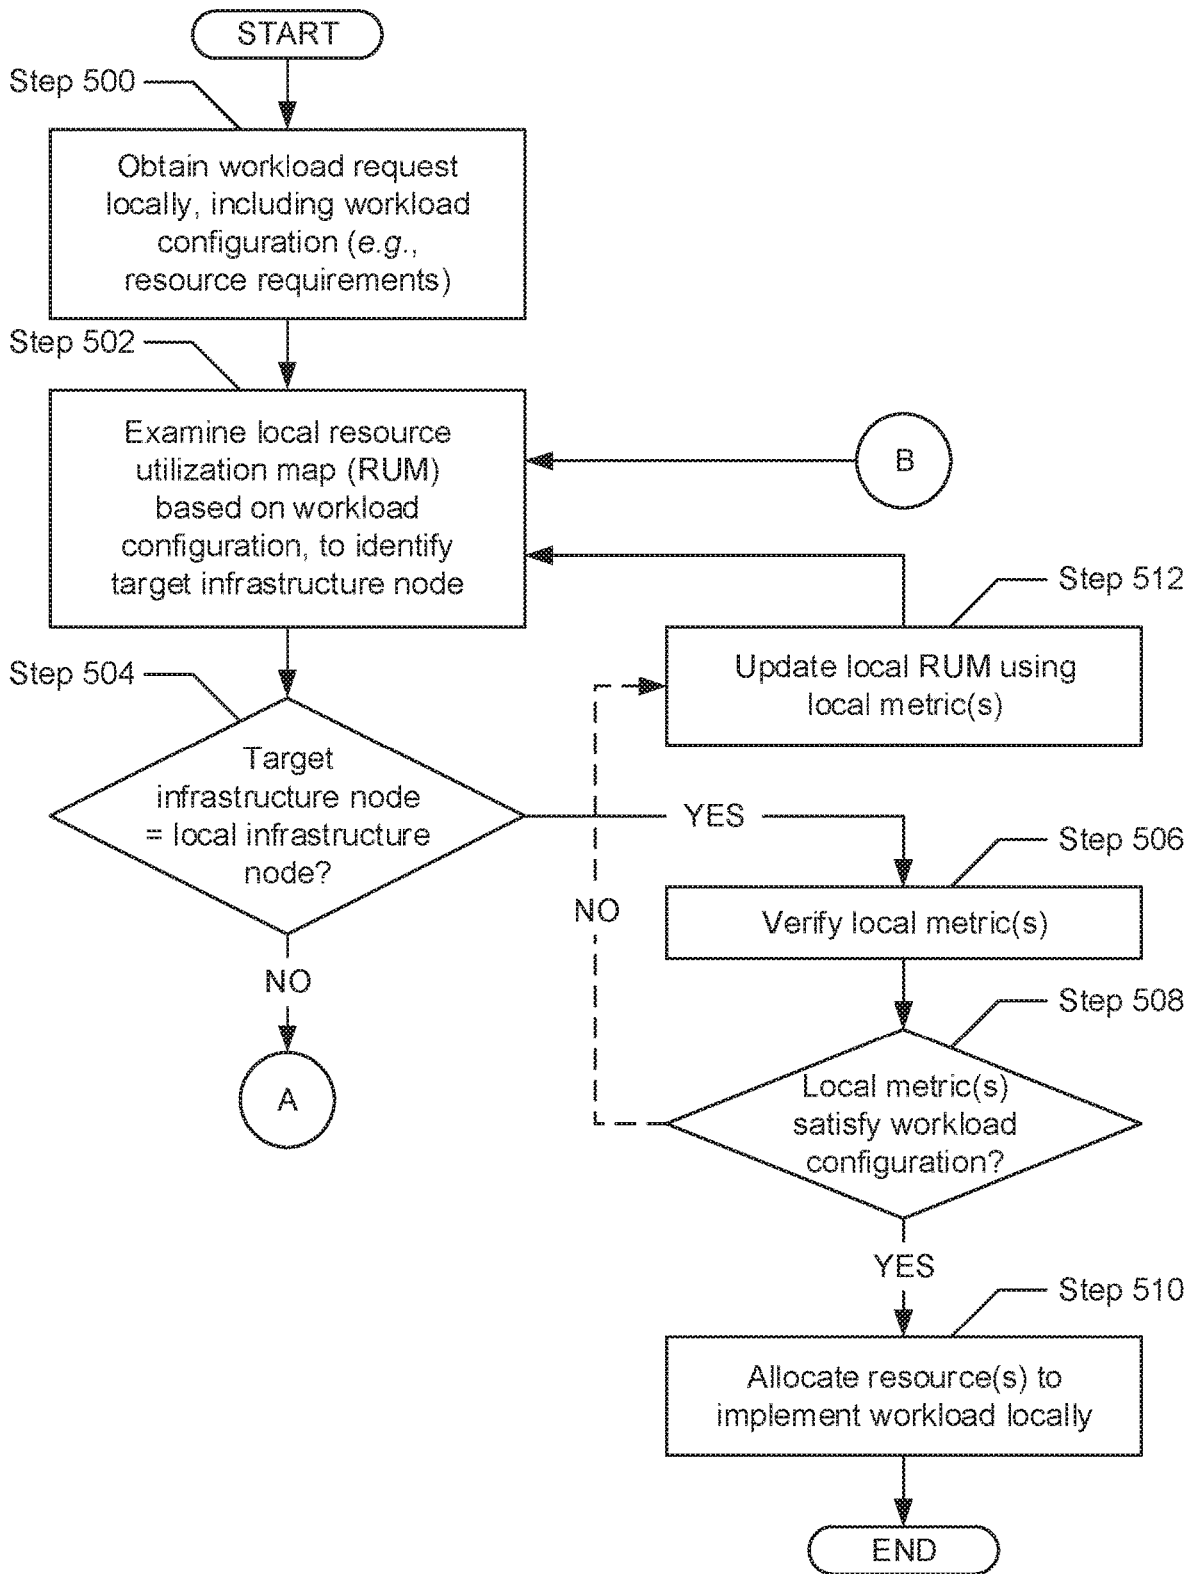 START
Step 500
Obtain workload request
locally, including workload
configuration (e.g.,
resource requirements)
Step 502
Examine local resource
utilization map (RUM)
based on workload
configuration, to identify
target infrastructure node
B
Step 512
Update local RUM using
local metric(s)
Step 504
Target
infrastructure node
= local infrastructure
node?
YES
Step 506
Verify local metric(s)
NO
NO
A
Step 508
Local metric(s)
satisfy workload
configuration?
YES
Step 510
Allocate resource(s) to
implement workload locally
END